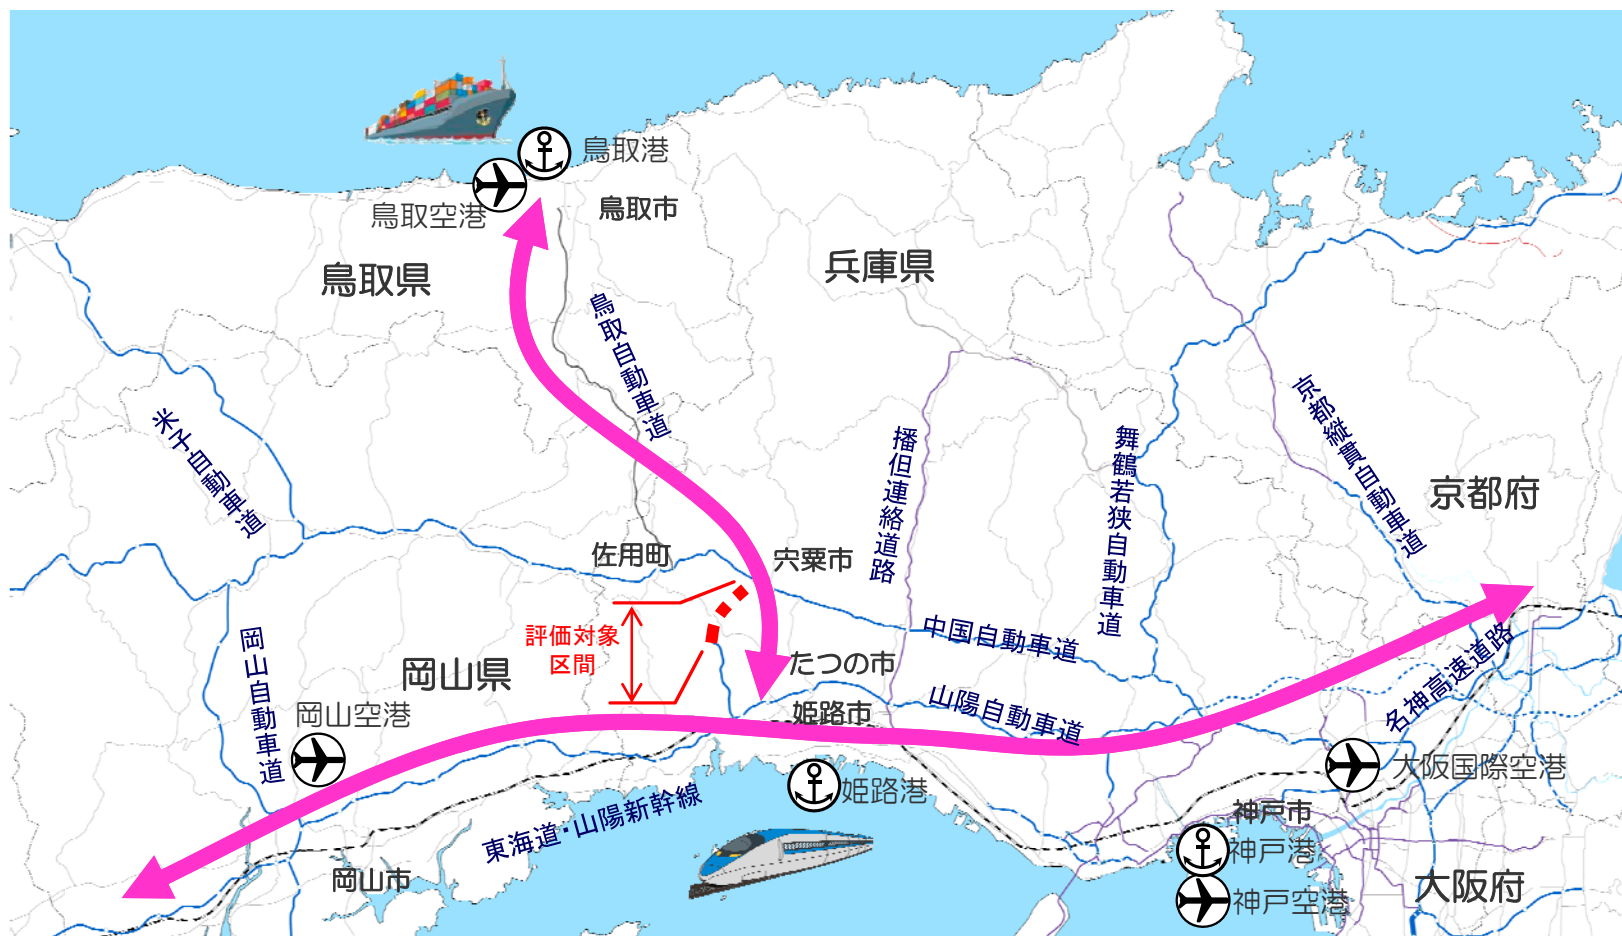 鳥取港
鳥取空港
鳥取市
鳥取県
兵庫県
鳥取自動車道
米子自動車道
播但連絡道路
舞鶴若狭自動車道
京都縦貫自動車道
京都府
佐用町
宍粟市
評価対象
区間
中国自動車道
岡山自動車道
岡山県
たつの市
山陽自動車道
名神高速道路
岡山空港
姫路市
姫路港
大阪国際空港
東海道・山陽新幹線
神戸市
神戸港
岡山市
神戸空港
大阪府